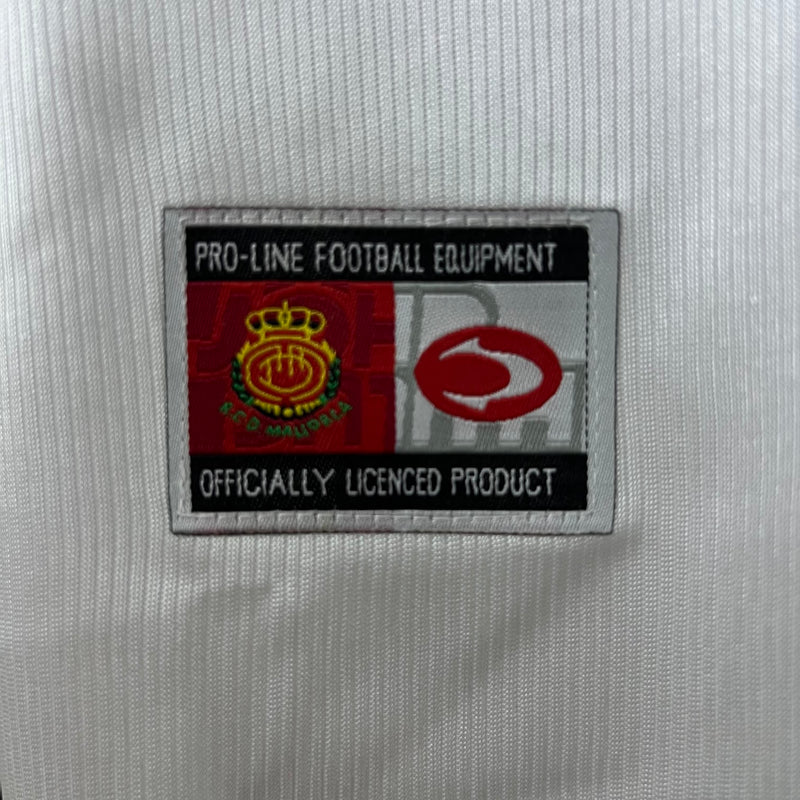 PRO-LINE FOOTBALL EQUIPMENT
R.C.D. MALLORCA
OFFICIALLY LICENCED PRODUCT